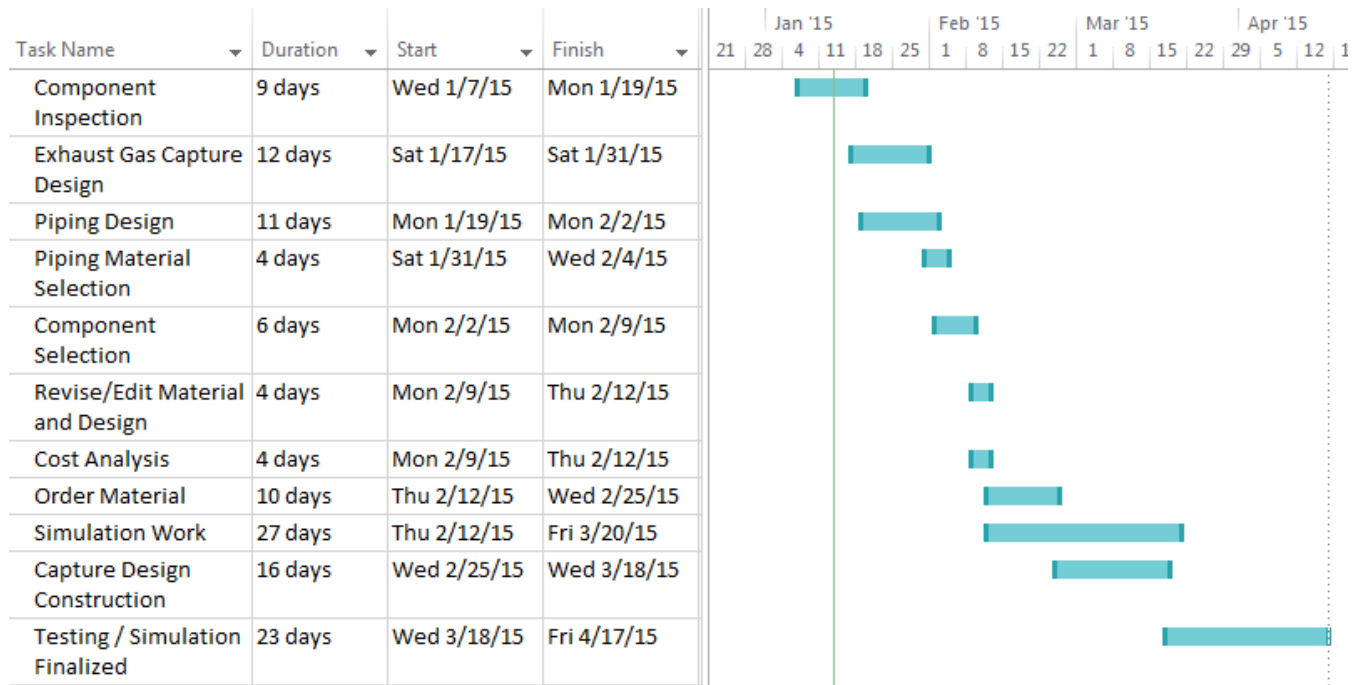 Jan '15 Feb '15 Mar '15 Apr '15
Task Name Duration Start Finish 21 28 4 11 18 25 1 8 15 22 1 8 15 22 29 5 12
Component 9 days Wed 1/7/15 Mon 1/19/15
Inspection
Exhaust Gas Capture 12 days Sat 1/17/15 Sat 1/31/15
Design
Piping Design 11 days Mon 1/19/15 Mon 2/2/15
Piping Material 4 days Sat 1/31/15 Wed 2/4/15
Selection
Component 6 days Mon 2/2/15 Mon 2/9/15
Selection
Revise/Edit Material 4 days Mon 2/9/15 Thu 2/12/15
and Design
Cost Analysis 4 days Mon 2/9/15 Thu 2/12/15
Order Material 10 days Thu 2/12/15 Wed 2/25/15
Simulation Work 27 days Thu 2/12/15 Fri 3/20/15
Capture Design 16 days Wed 2/25/15 Wed 3/18/15
Construction
Testing / Simulation 23 days Wed 3/18/15 Fri 4/17/15
Finalized